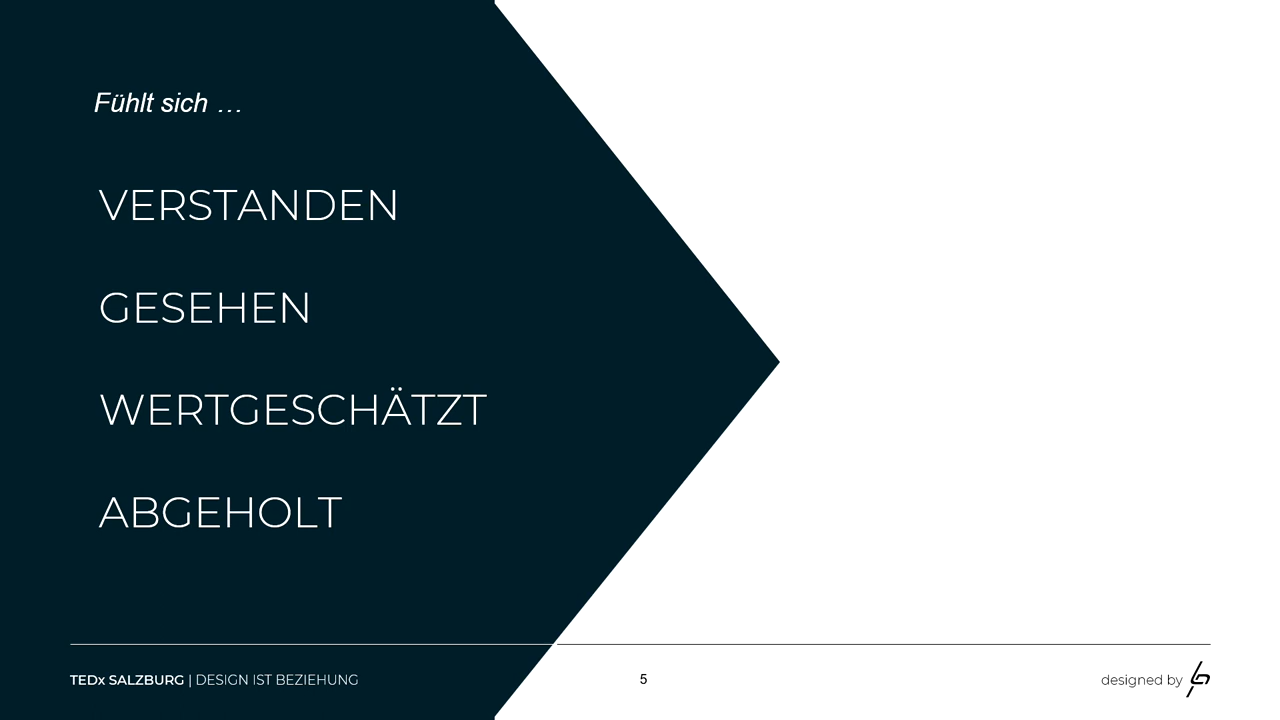 Fühlt sich …
VERSTANDEN
GESEHEN
WERTGESCHÄTZT
ABGEHOLT
TEDx SALZBURG | DESIGN IST BEZIEHUNG
5
designed by